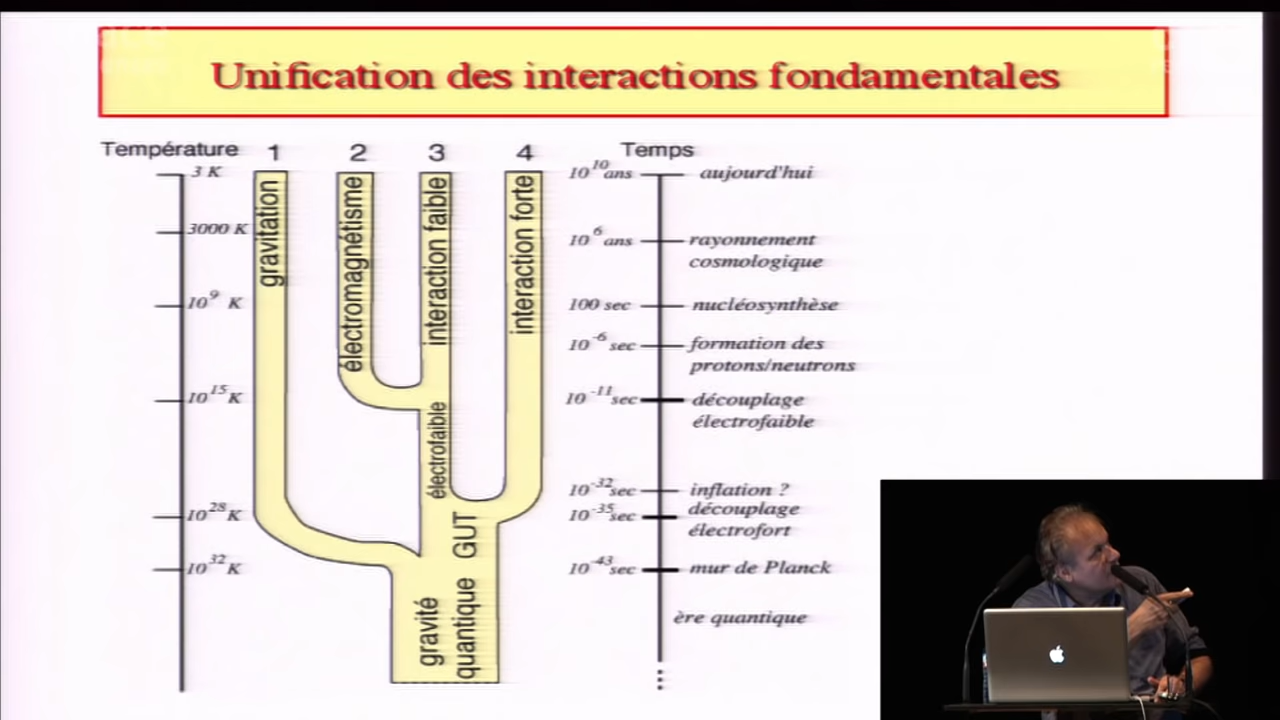 Unification des interactions fondamentales
Température 1 2 3 4 Temps
3 K
3000 K
10⁹ K
10¹⁵ K
10²⁸ K
10³² K
gravitation
électromagnétisme
interaction faible
interaction forte
électrofaible
GUT
gravité
quantique
10¹⁰ ans aujourd'hui
10⁶ ans rayonnement
cosmologique
100 sec nucléosynthèse
10⁻⁶ sec formation des
protons/neutrons
10⁻¹¹ sec découplage
électrofaible
10⁻³² sec inflation ?
10⁻³⁵ sec découplage
électrofort
10⁻⁴³ sec mur de Planck
ère quantique